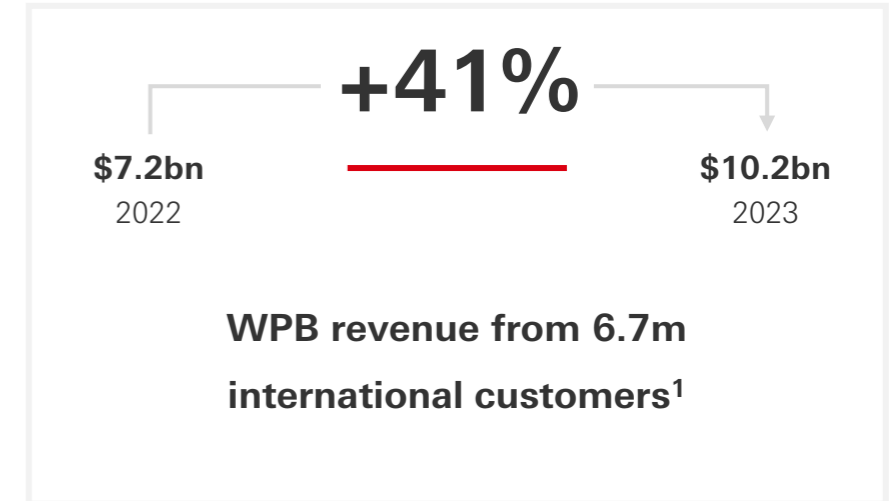 +41%
$7.2bn
$10.2bn
2022
2023
WPB revenue from 6.7m
international customers¹